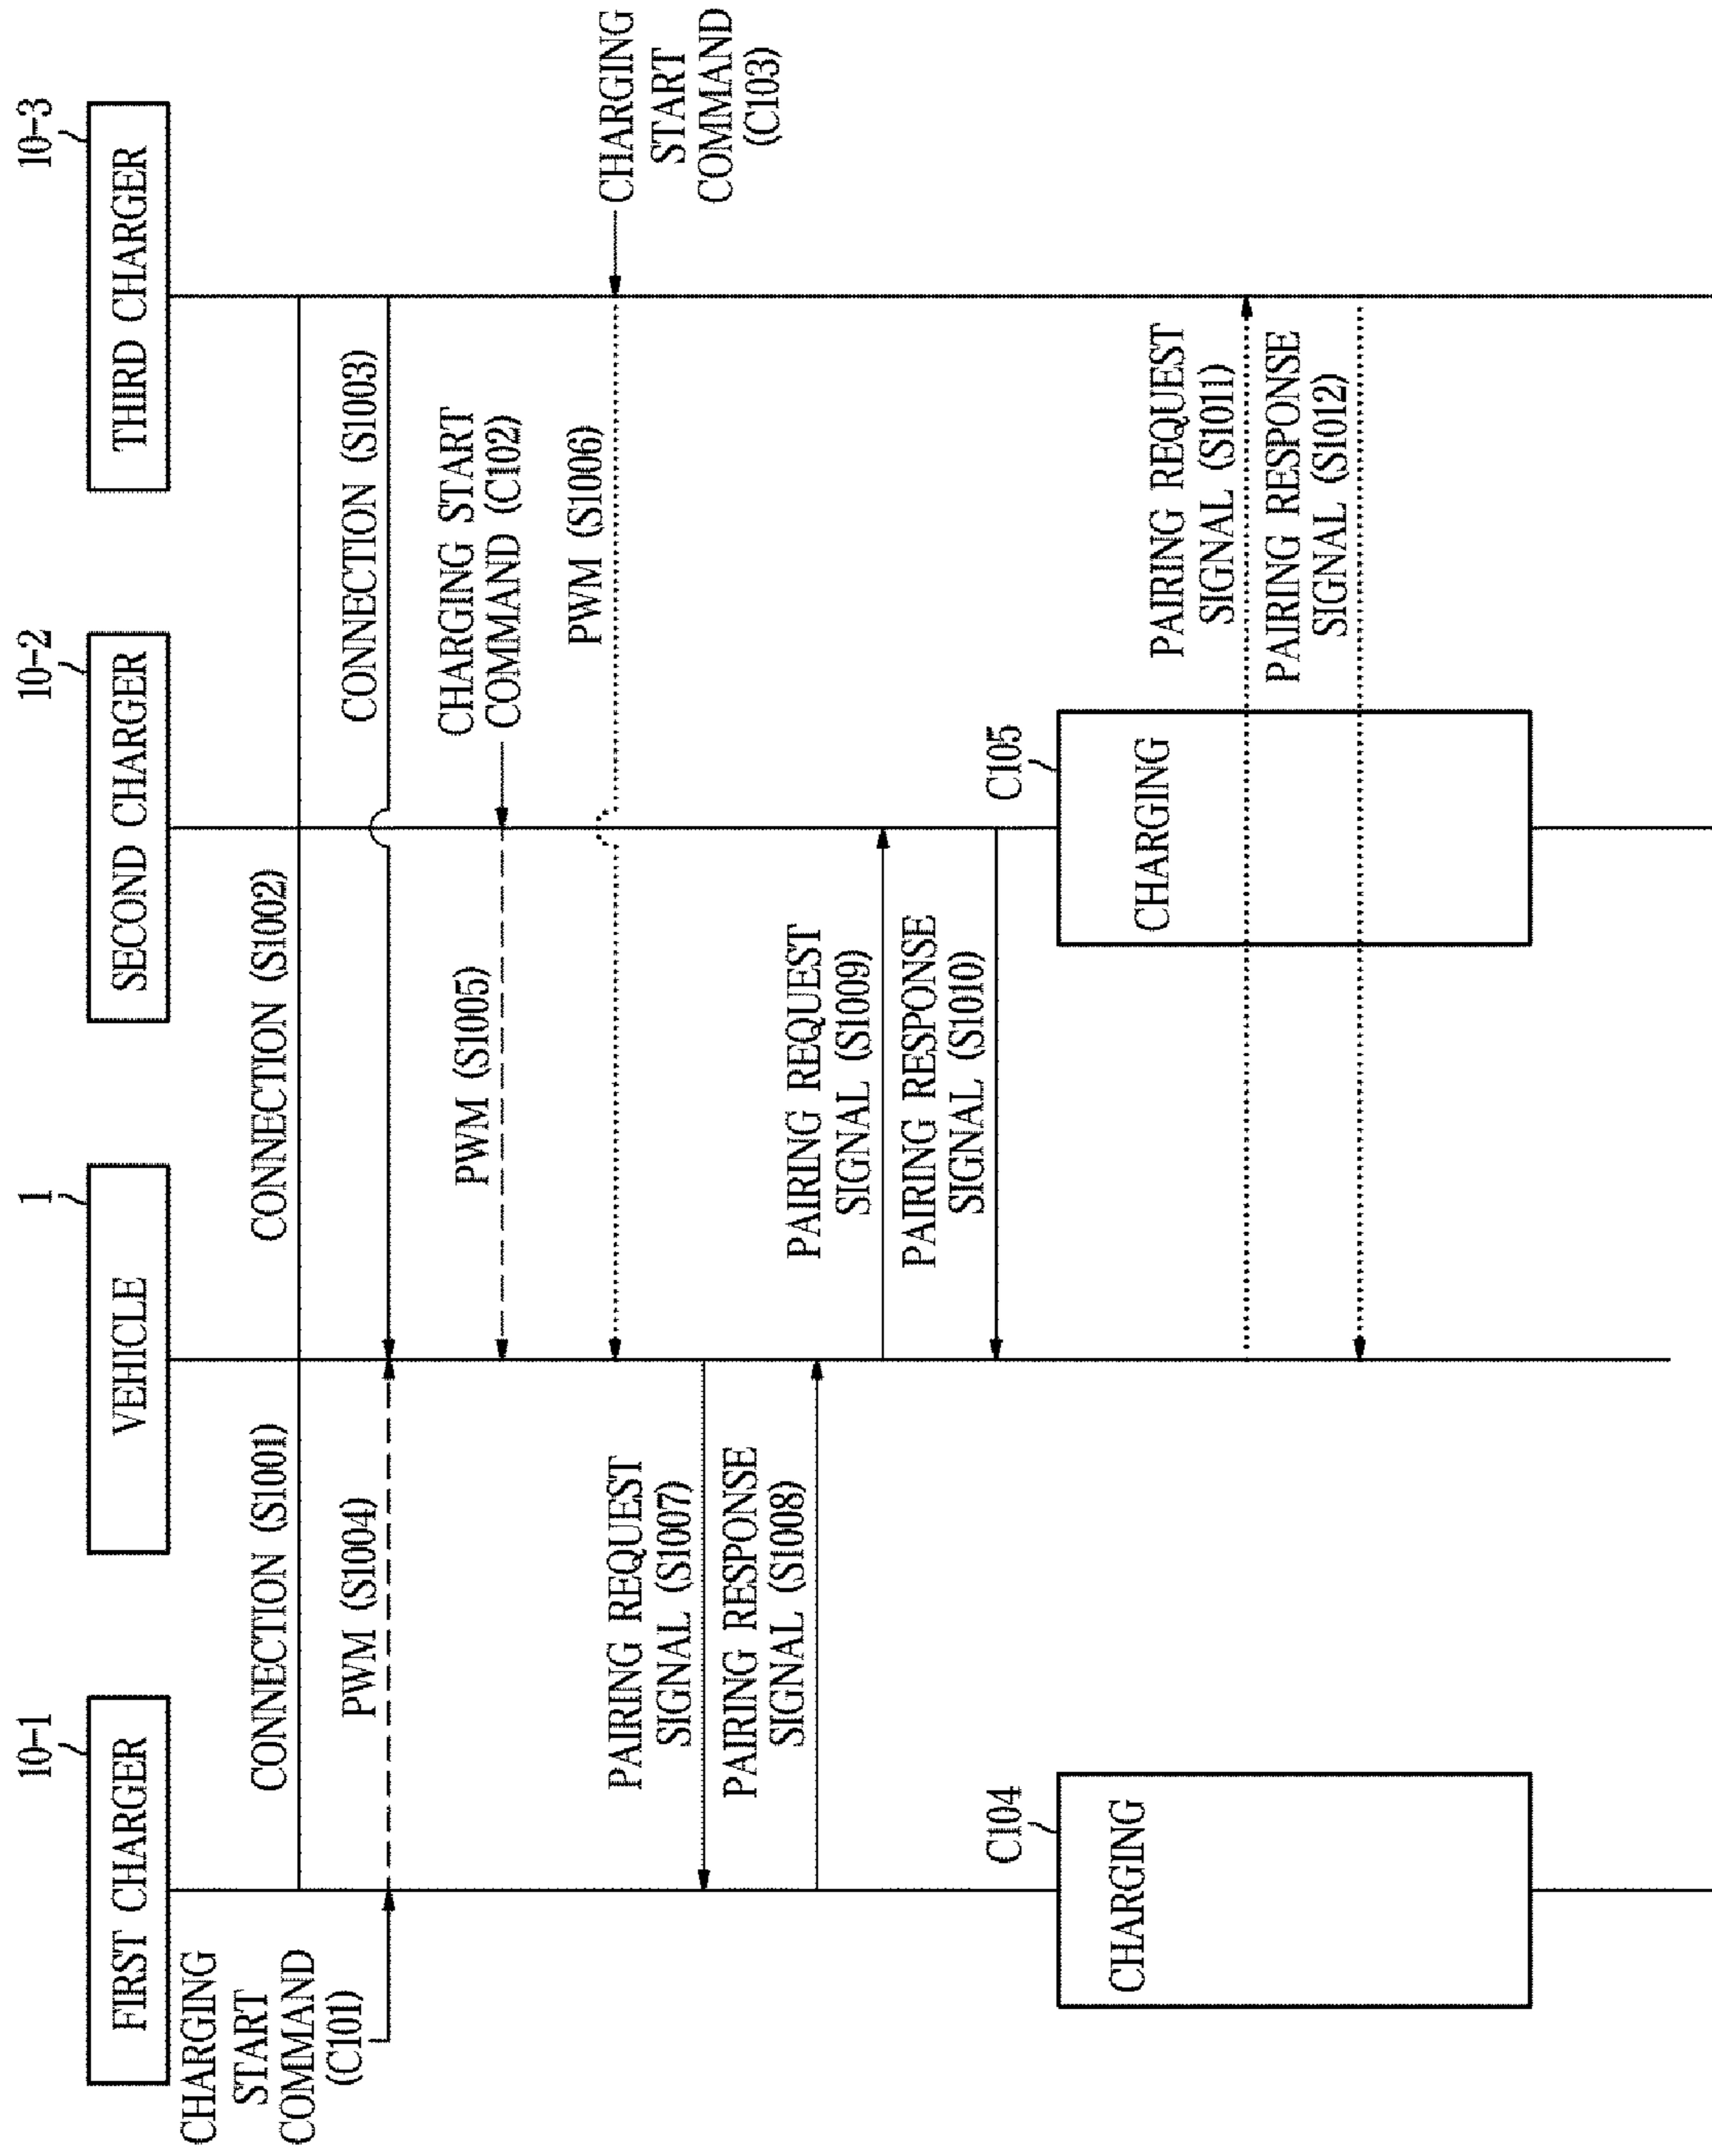 10-1
1
10-2
10-3
FIRST CHARGER
VEHICLE
SECOND CHARGER
THIRD CHARGER
CHARGING
START
COMMAND
(C101)
CONNECTION (S1001)
CONNECTION (S1002)
PWM (S1004)
CONNECTION (S1003)
CHARGING START
COMMAND (C102)
PWM (S1005)
PWM (S1006)
CHARGING
START
COMMAND
(C103)
PAIRING REQUEST
SIGNAL (S1007)
PAIRING RESPONSE
SIGNAL (S1008)
PAIRING REQUEST
SIGNAL (S1009)
PAIRING RESPONSE
SIGNAL (S1010)
C104
CHARGING
C105
CHARGING
PAIRING REQUEST
SIGNAL (S1011)
PAIRING RESPONSE
SIGNAL (S1012)